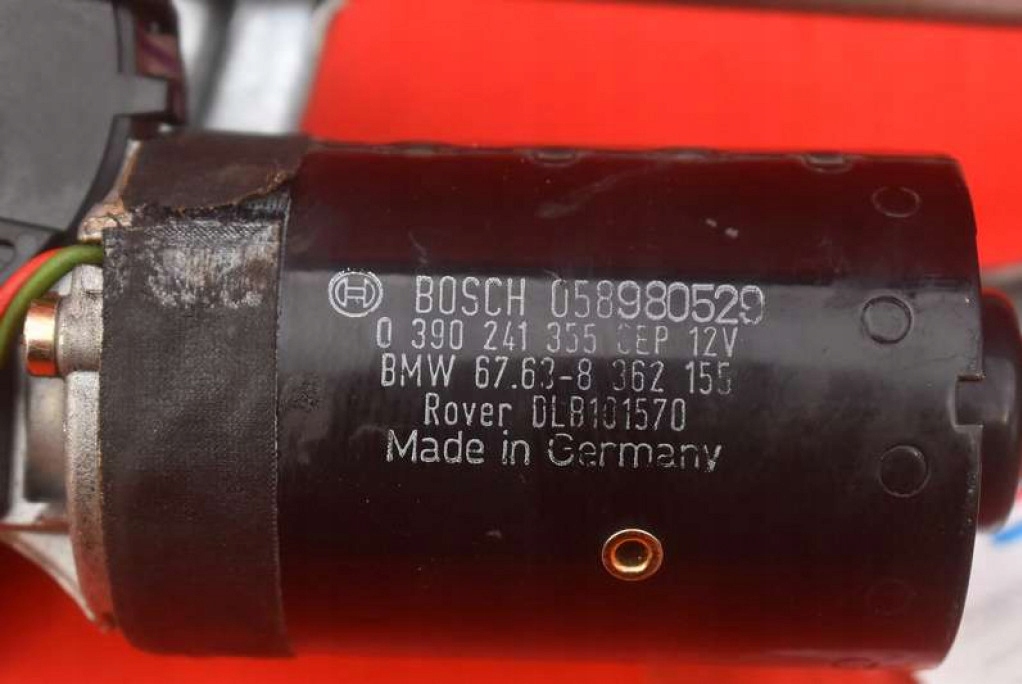 BOSCH 058980529
0 390 241 355 CEP 12V
BMW 67.63-8 362 155
Rover DLB101570
Made in Germany